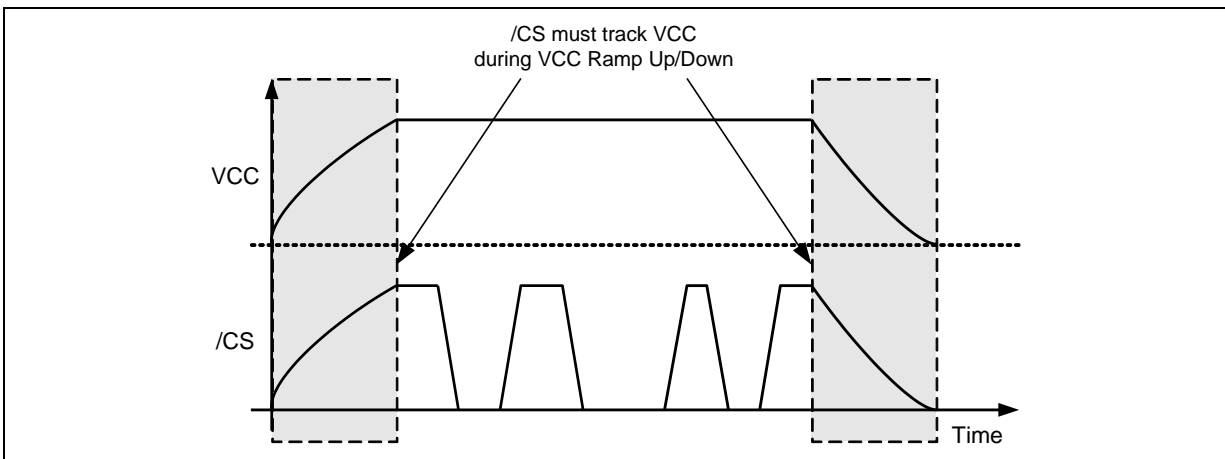 /CS must track VCC
during VCC Ramp Up/Down
VCC
/CS
Time